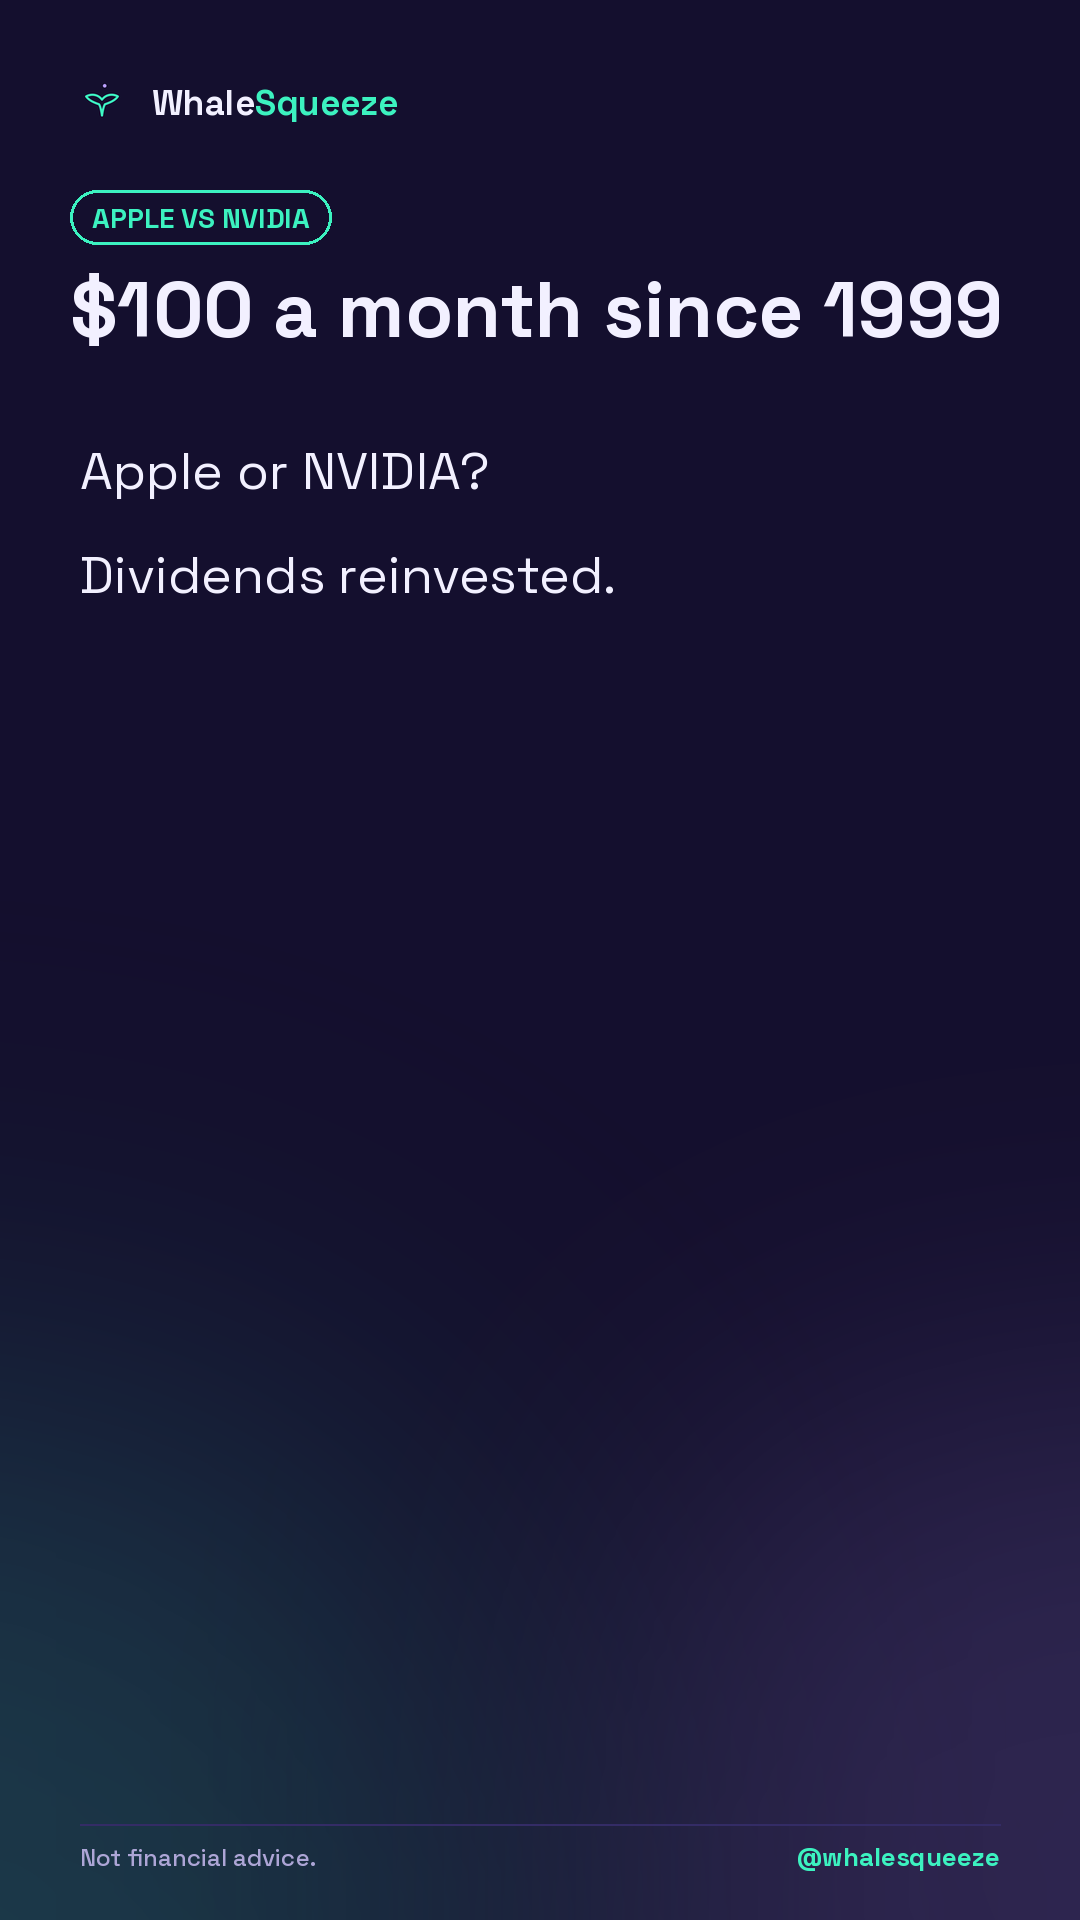 WhaleSqueeze
APPLE VS NVIDIA
$100 a month since 1999
Apple or NVIDIA?
Dividends reinvested.
Not financial advice.
@whalesqueeze